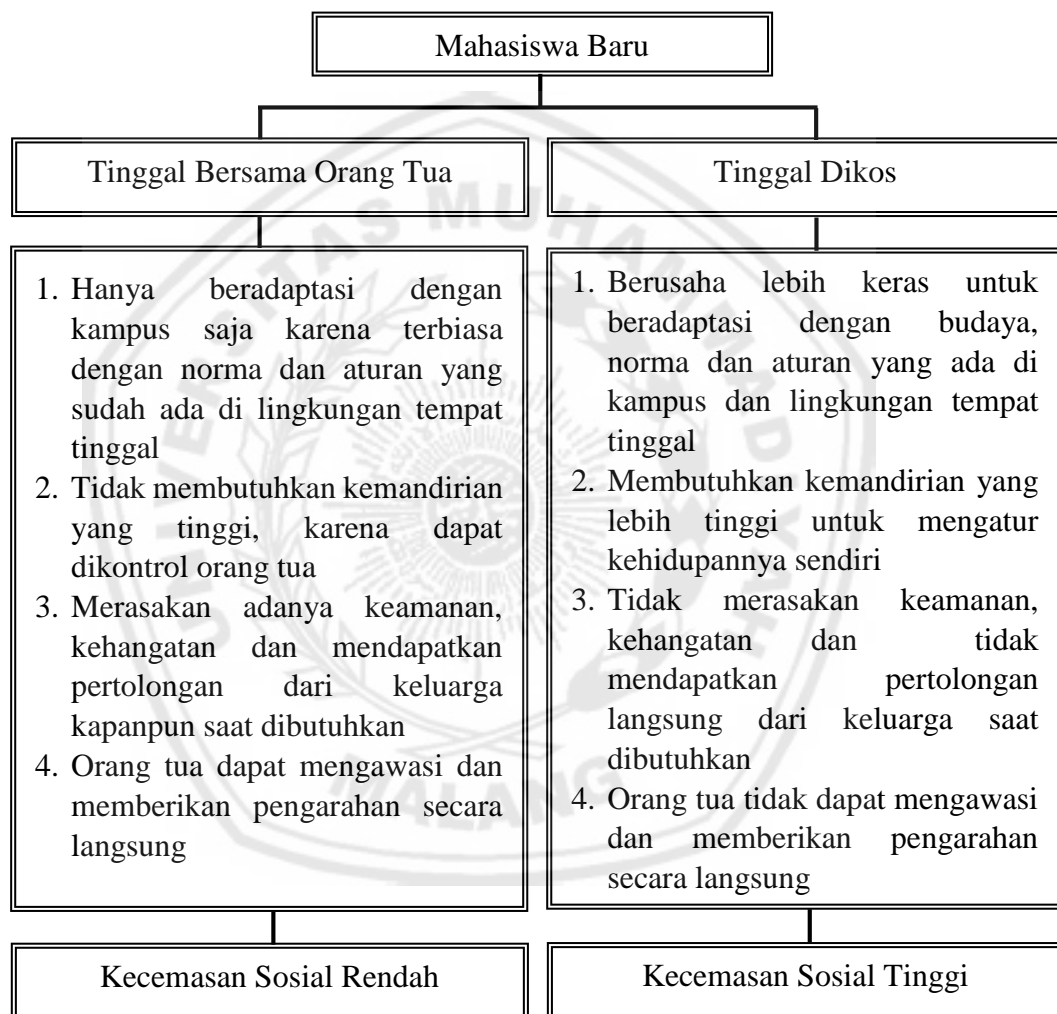 Mahasiswa Baru
Tinggal Bersama Orang Tua
1. Hanya beradaptasi dengan
kampus saja karena terbiasa
dengan norma dan aturan yang
sudah ada di lingkungan tempat
tinggal
2. Tidak membutuhkan kemandirian
yang tinggi, karena dapat
dikontrol orang tua
3. Merasakan adanya keamanan,
kehangatan dan mendapatkan
pertolongan dari keluarga
kapanpun saat dibutuhkan
4. Orang tua dapat mengawasi dan
memberikan pengarahan secara
langsung
Kecemasan Sosial Rendah
Tinggal Dikos
1. Berusaha lebih keras untuk
beradaptasi dengan budaya,
norma dan aturan yang ada di
kampus dan lingkungan tempat
tinggal
2. Membutuhkan kemandirian yang
lebih tinggi untuk mengatur
kehidupannya sendiri
3. Tidak merasakan keamanan,
kehangatan dan tidak
mendapatkan pertolongan
langsung dari keluarga saat
dibutuhkan
4. Orang tua tidak dapat mengawasi
dan memberikan pengarahan
secara langsung
Kecemasan Sosial Tinggi
UNIVERSITAS MUHAMMADIYAH
MALANG